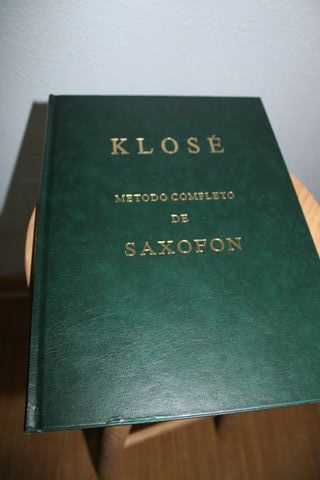 KLOSÉ
METODO COMPLETO
DE
SAXOFON